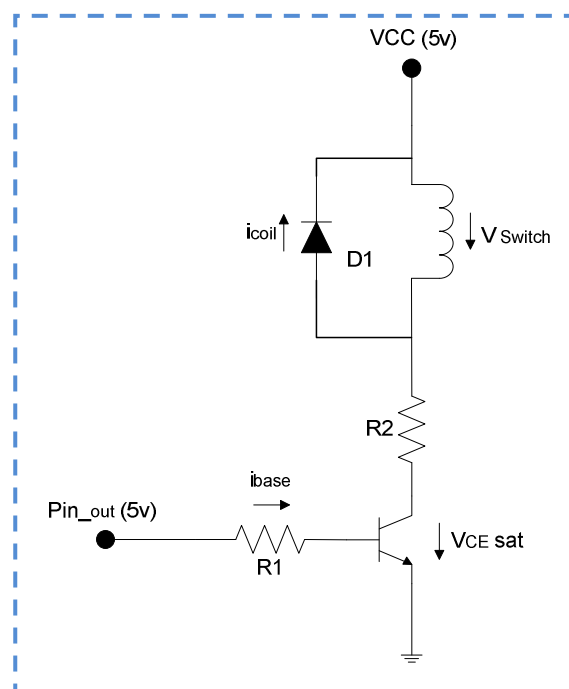 VCC (5v)
icoil
D1
V Switch
R2
ibase
Pin_out (5v)
R1
VCE sat